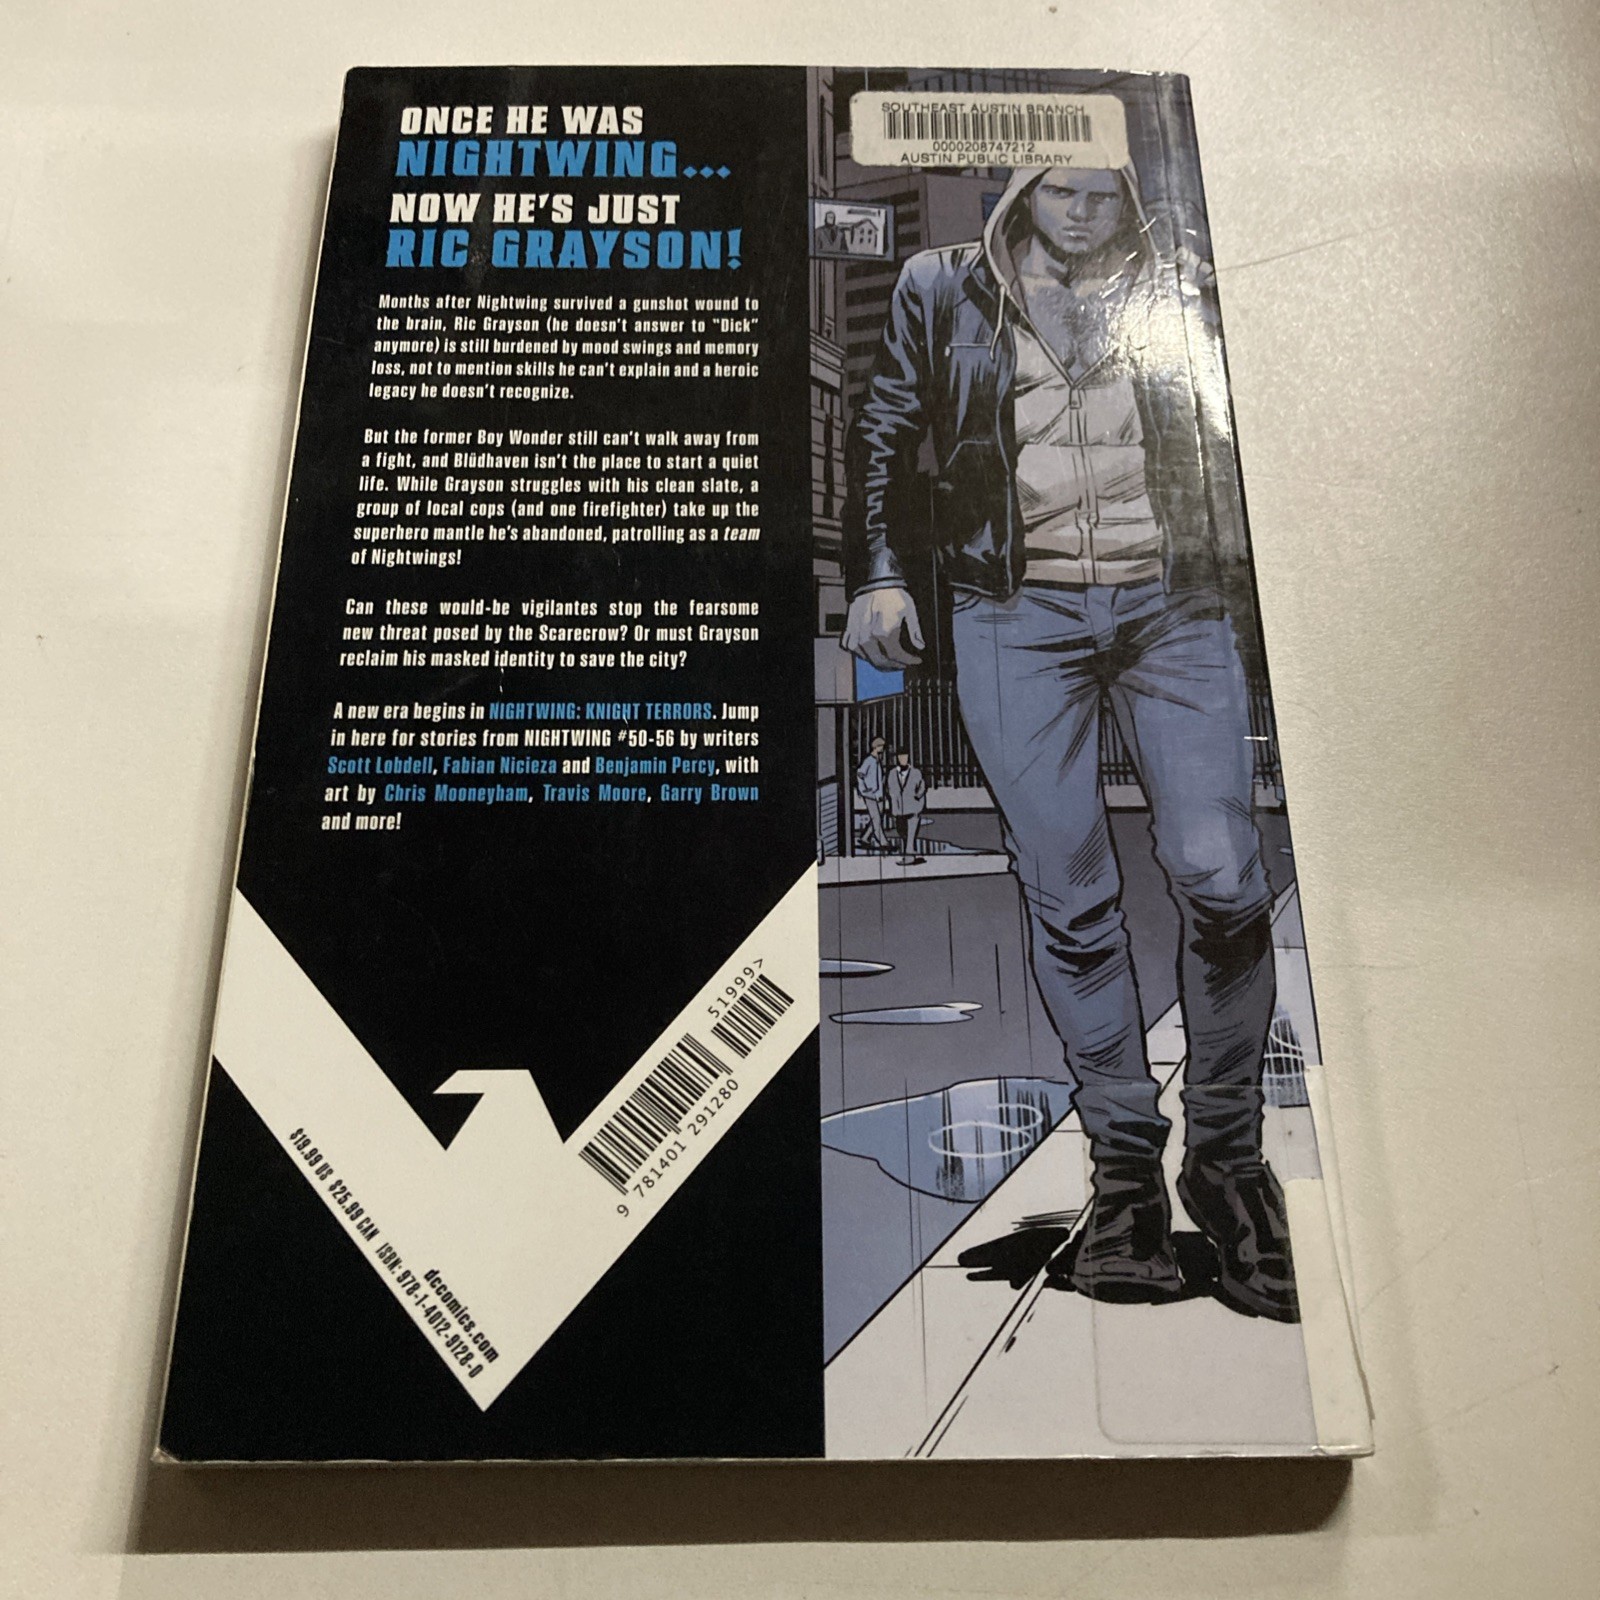 ONCE HE WAS
NIGHTWING...
NOW HE'S JUST
RIC GRAYSON!
Months after Nightwing survived a gunshot wound to
the brain, Ric Grayson (he doesn't answer to "Dick"
anymore) is still burdened by mood swings and memory
loss, not to mention skills he can't explain and a heroic
legacy he doesn't recognize.
But the former Boy Wonder still can't walk away from
a fight, and Blüdhaven isn't the place to start a quiet
life. While Grayson struggles with his clean slate, a
group of local cops (and one firefighter) take up the
superhero mantle he's abandoned, patrolling as a team
of Nightwings!
Can these would-be vigilantes stop the fearsome
new threat posed by the Scarecrow? Or must Grayson
reclaim his masked identity to save the city?
A new era begins in NIGHTWING: KNIGHT TERRORS. Jump
in here for stories from NIGHTWING #50-56 by writers
Scott Lobdell, Fabian Nicieza and Benjamin Percy, with
art by Chris Mooneyham, Travis Moore, Garry Brown
and more!
51999>
9 781401 291280
$19.99 US $25.99 CAN ISBN: 978-1-4012-9128-0
dccomics.com
SOUTHEAST AUSTIN BRANCH
0000208747212
AUSTIN PUBLIC LIBRARY